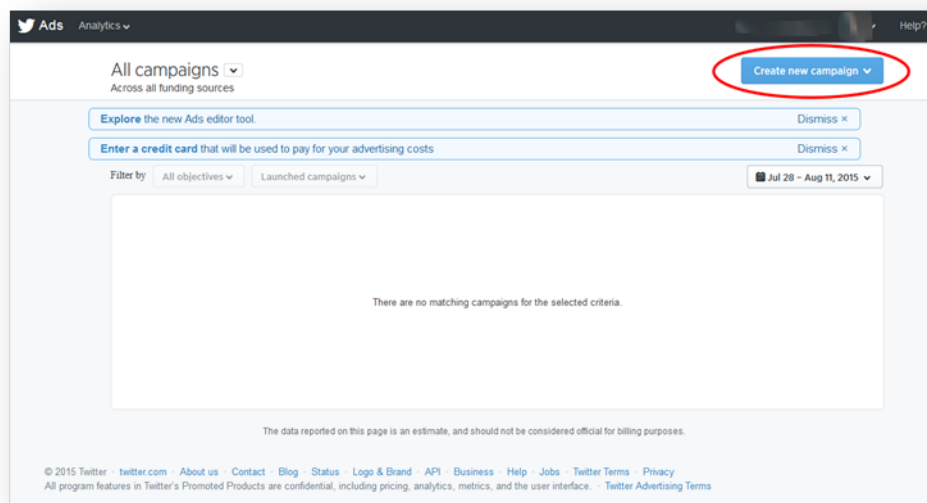 Ads Analytics Help?
All campaigns
Create new campaign
Across all funding sources
Explore the new Ads editor tool. Dismiss ×
Enter a credit card that will be used to pay for your advertising costs Dismiss ×
Filter by All objectives Launched campaigns Jul 28 – Aug 11, 2015
There are no matching campaigns for the selected criteria.
The data reported on this page is an estimate, and should not be considered official for billing purposes.
© 2015 Twitter · twitter.com · About us · Contact · Blog · Status · Logo & Brand · API · Business · Help · Jobs · Twitter Terms · Privacy
All program features in Twitter's Promoted Products are confidential, including pricing, analytics, metrics, and the user interface. · Twitter Advertising Terms